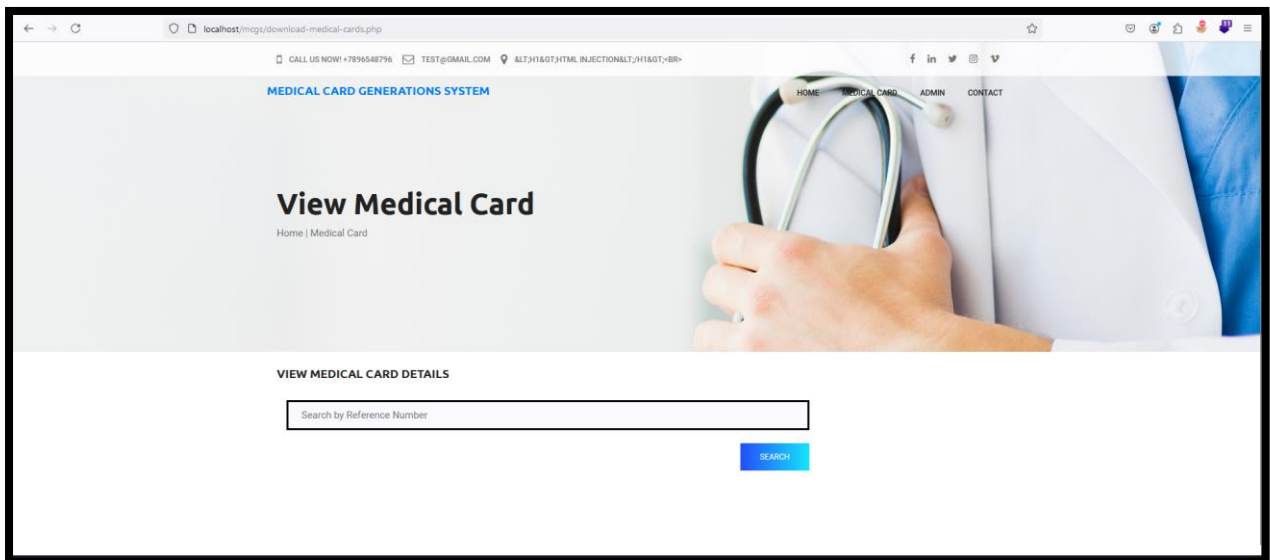 localhost/mcgs/download-medical-cards.php
CALL US NOW! +7896548796 TEST@GMAIL.COM &LT;H1&GT;HTML INJECTION&LT;/H1&GT;<BR>
MEDICAL CARD GENERATIONS SYSTEM HOME MEDICAL CARD ADMIN CONTACT
View Medical Card
Home | Medical Card
VIEW MEDICAL CARD DETAILS
Search by Reference Number
SEARCH